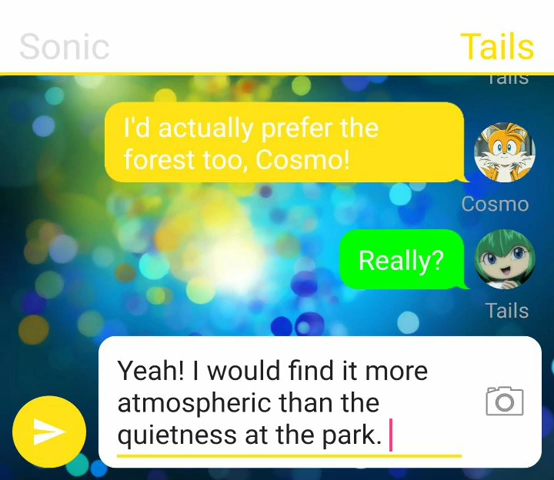 Sonic
Tails
Tails
I'd actually prefer the
forest too, Cosmo!
Cosmo
Really?
Tails
Yeah! I would find it more
atmospheric than the
quietness at the park.